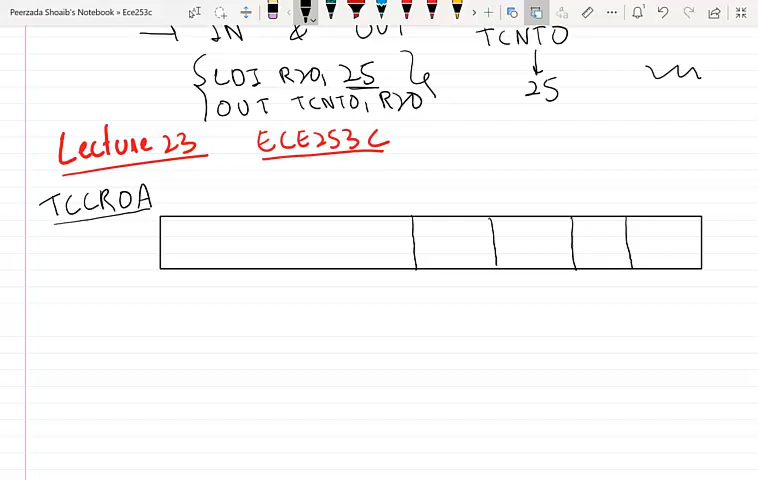 Peerzada Shoaib's Notebook » Ece253c
→ IN & OUT TCNT0
LDI R20, 25
OUT TCNT0, R20
25
Lecture 23 ECE253C
TCCR0A